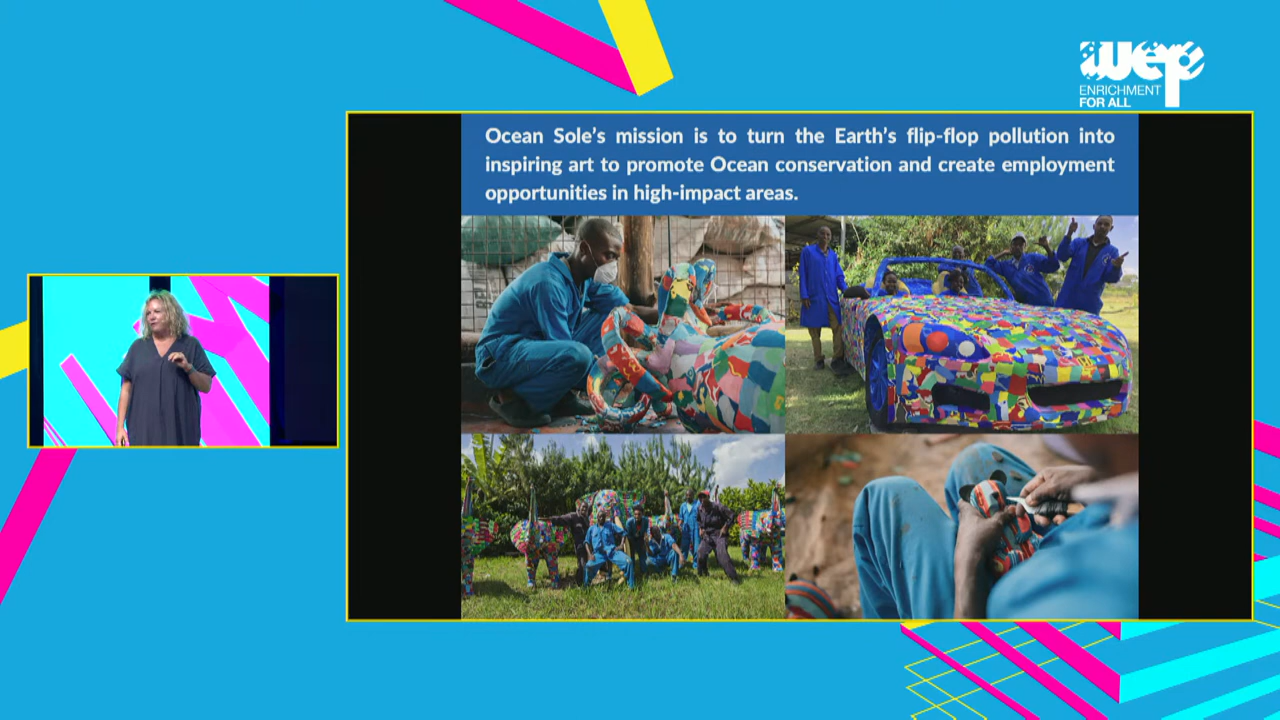 wep
ENRICHMENT
FOR ALL
Ocean Sole's mission is to turn the Earth's flip-flop pollution into
inspiring art to promote Ocean conservation and create employment
opportunities in high-impact areas.